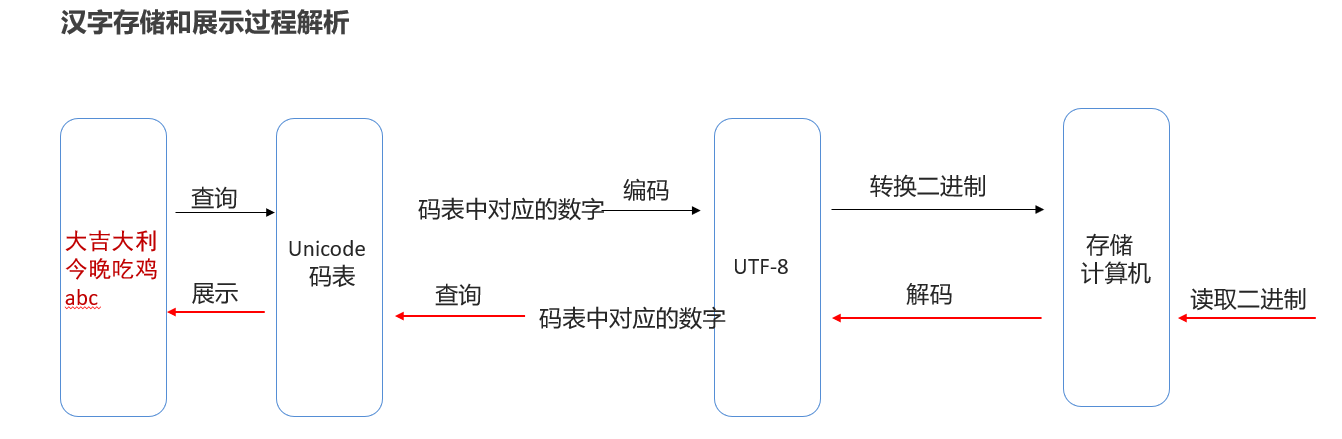 汉字存储和展示过程解析
查询
码表中对应的数字
编码
转换二进制
大吉大利
今晚吃鸡
abc
Unicode
码表
UTF-8
存储
计算机
展示
查询
码表中对应的数字
解码
读取二进制